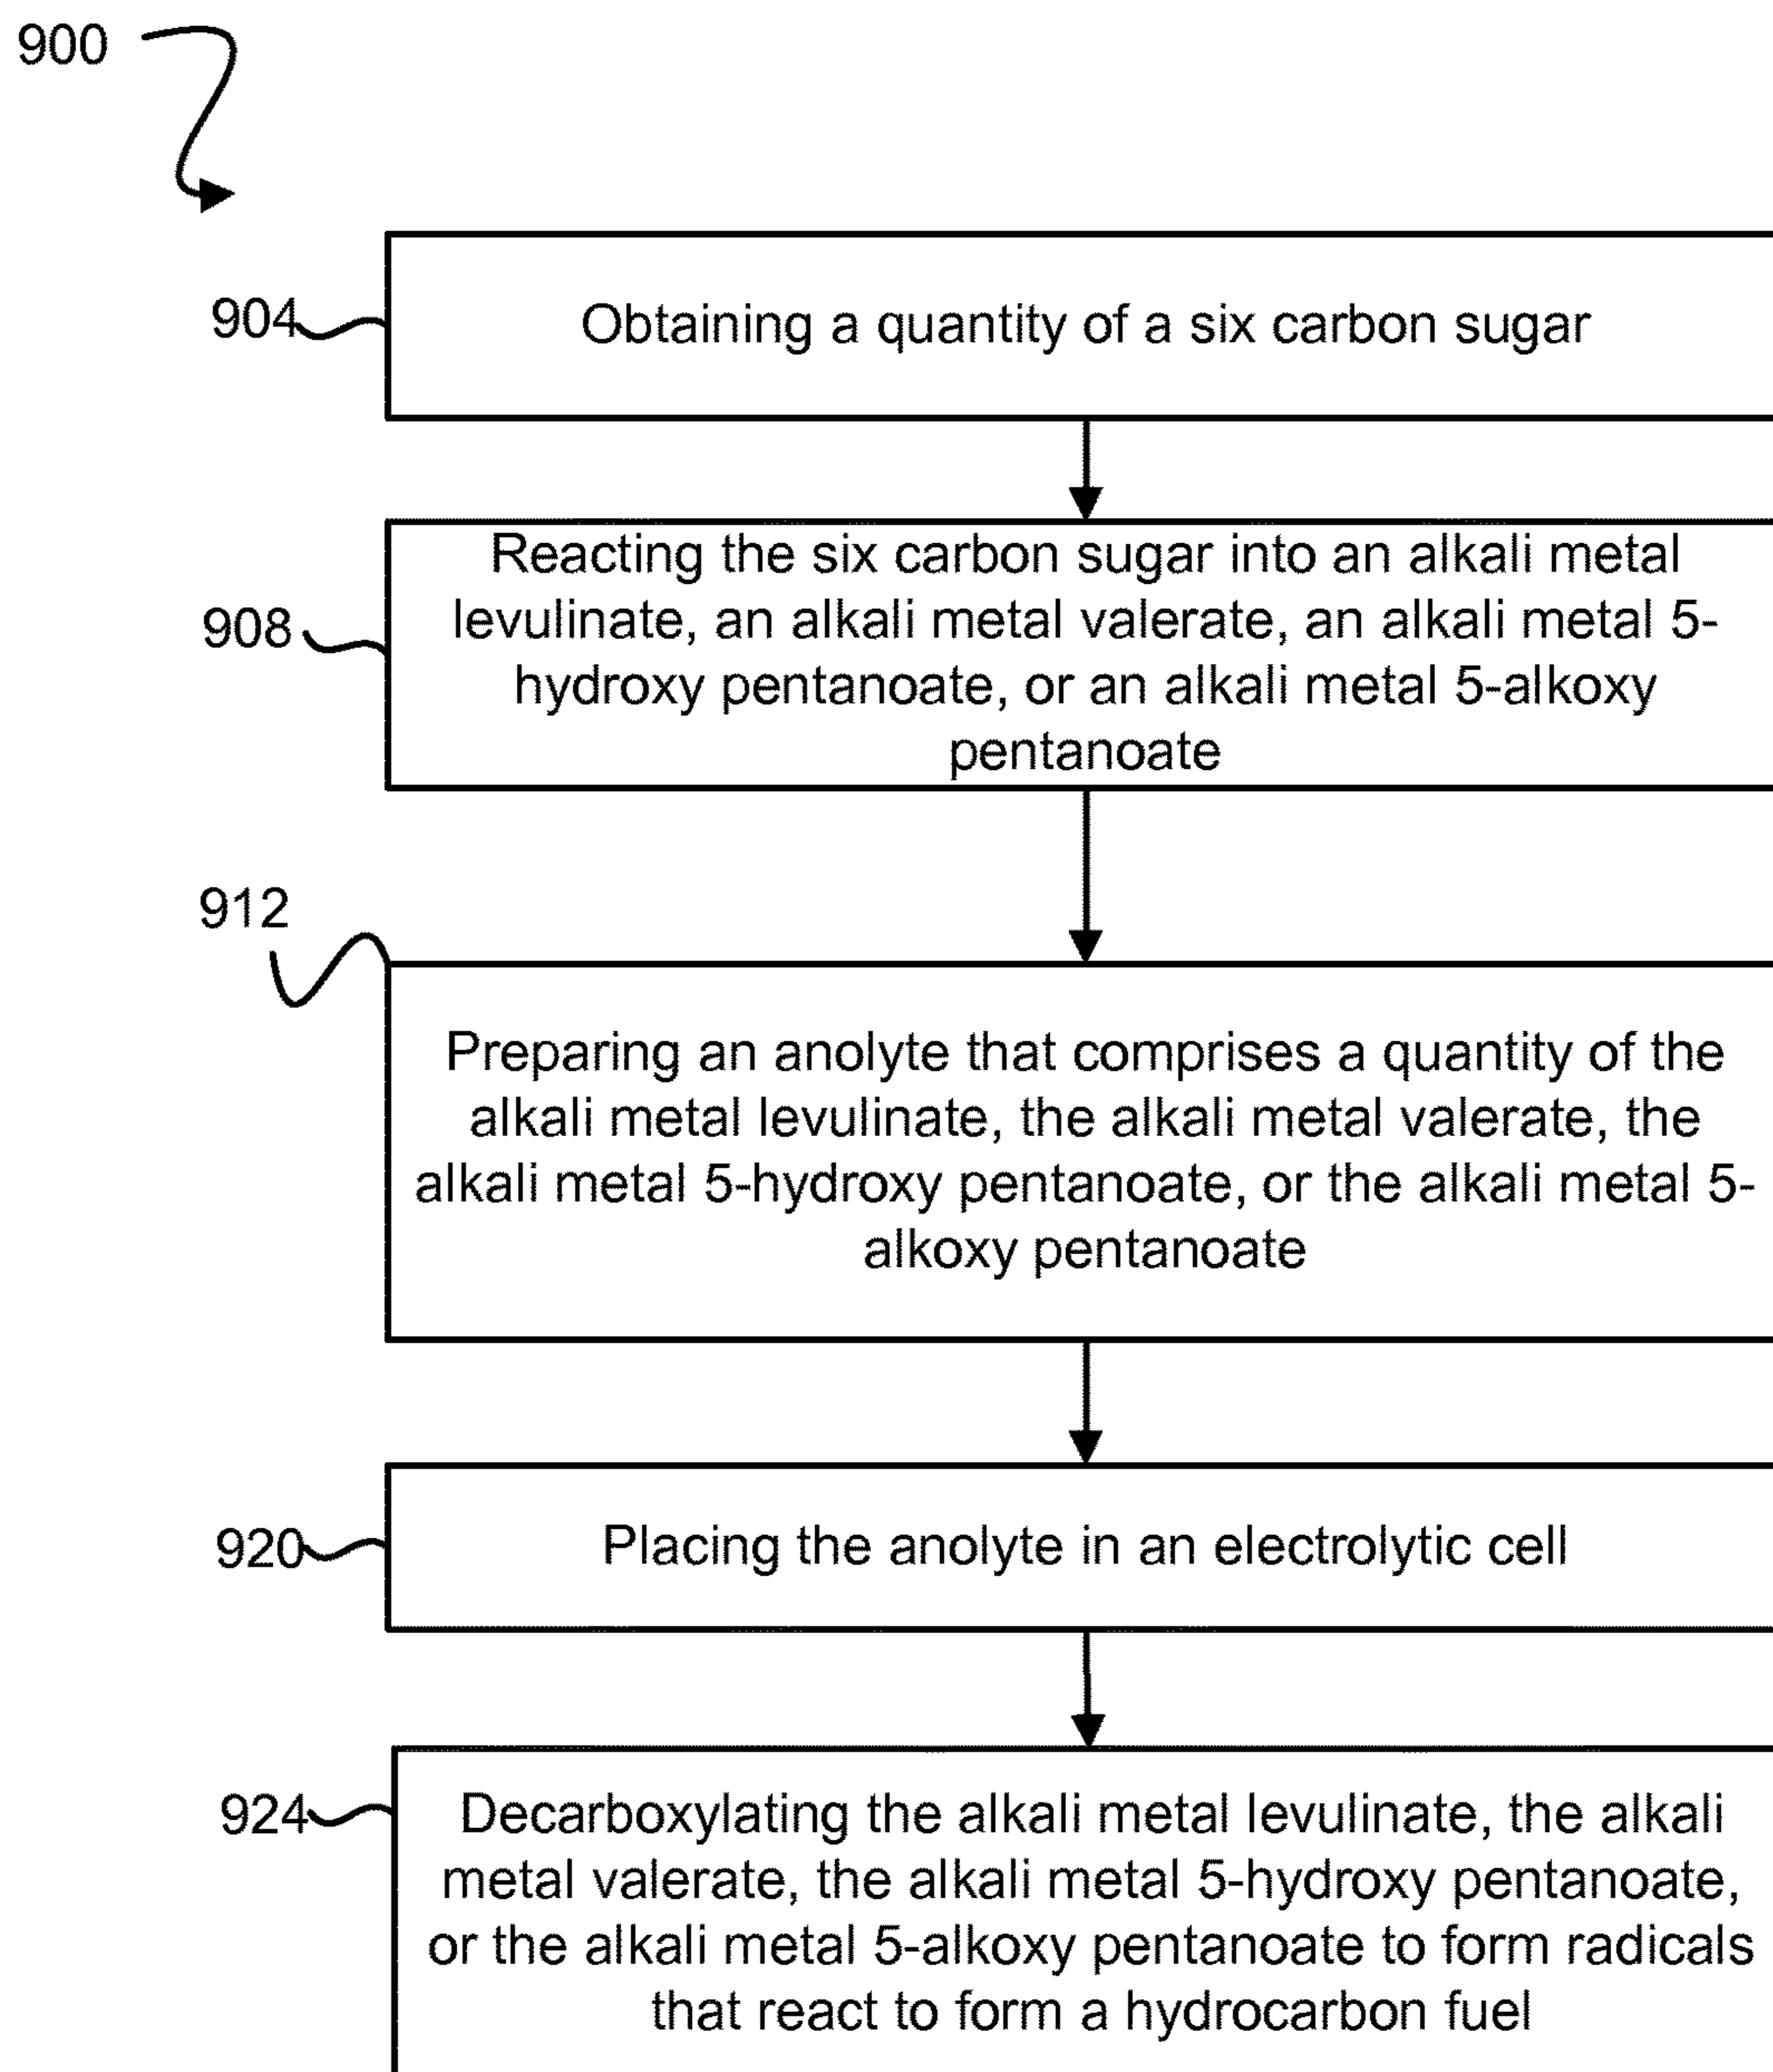 900
904
Obtaining a quantity of a six carbon sugar
908
Reacting the six carbon sugar into an alkali metal
levulinate, an alkali metal valerate, an alkali metal 5-
hydroxy pentanoate, or an alkali metal 5-alkoxy
pentanoate
912
Preparing an anolyte that comprises a quantity of the
alkali metal levulinate, the alkali metal valerate, the
alkali metal 5-hydroxy pentanoate, or the alkali metal 5-
alkoxy pentanoate
920
Placing the anolyte in an electrolytic cell
924
Decarboxylating the alkali metal levulinate, the alkali
metal valerate, the alkali metal 5-hydroxy pentanoate,
or the alkali metal 5-alkoxy pentanoate to form radicals
that react to form a hydrocarbon fuel